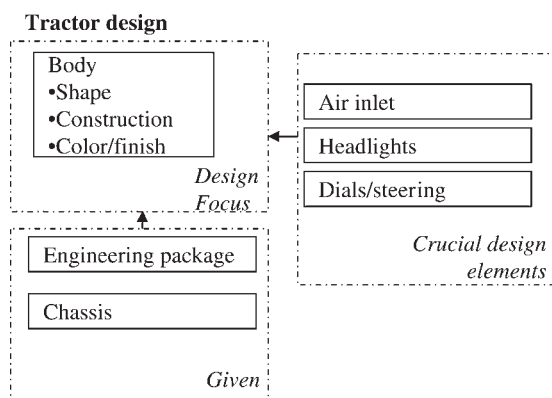 Tractor design
Body
•Shape
•Construction
•Color/finish
Design
Focus
Air inlet
Headlights
Dials/steering
Crucial design
elements
Engineering package
Chassis
Given